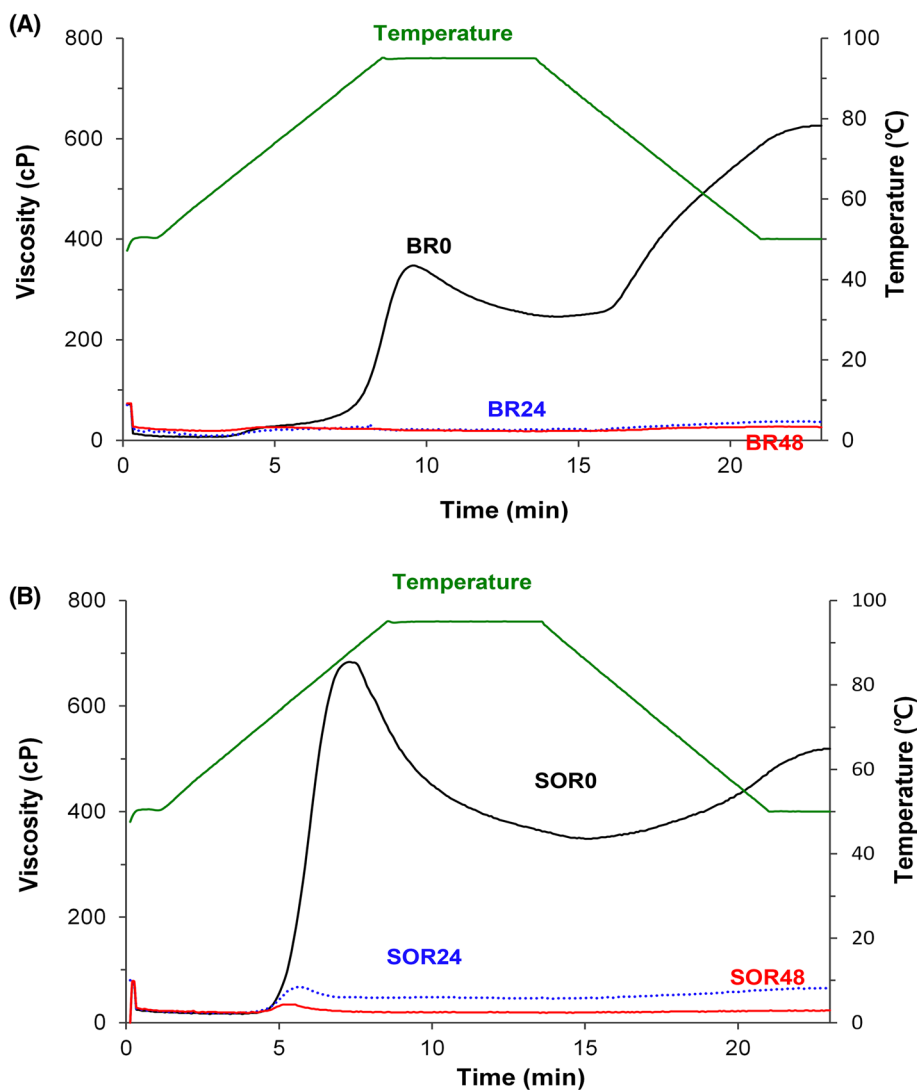 (A)
Temperature
800
600
400
200
0
Viscosity (cP)
100
80
60
40
20
0
Temperature (°C)
BR0
BR24
BR48
0 5 10 15 20
Time (min)
(B)
Temperature
800
600
400
200
0
Viscosity (cP)
100
80
60
40
20
0
Temperature (°C)
SOR0
SOR24
SOR48
0 5 10 15 20
Time (min)